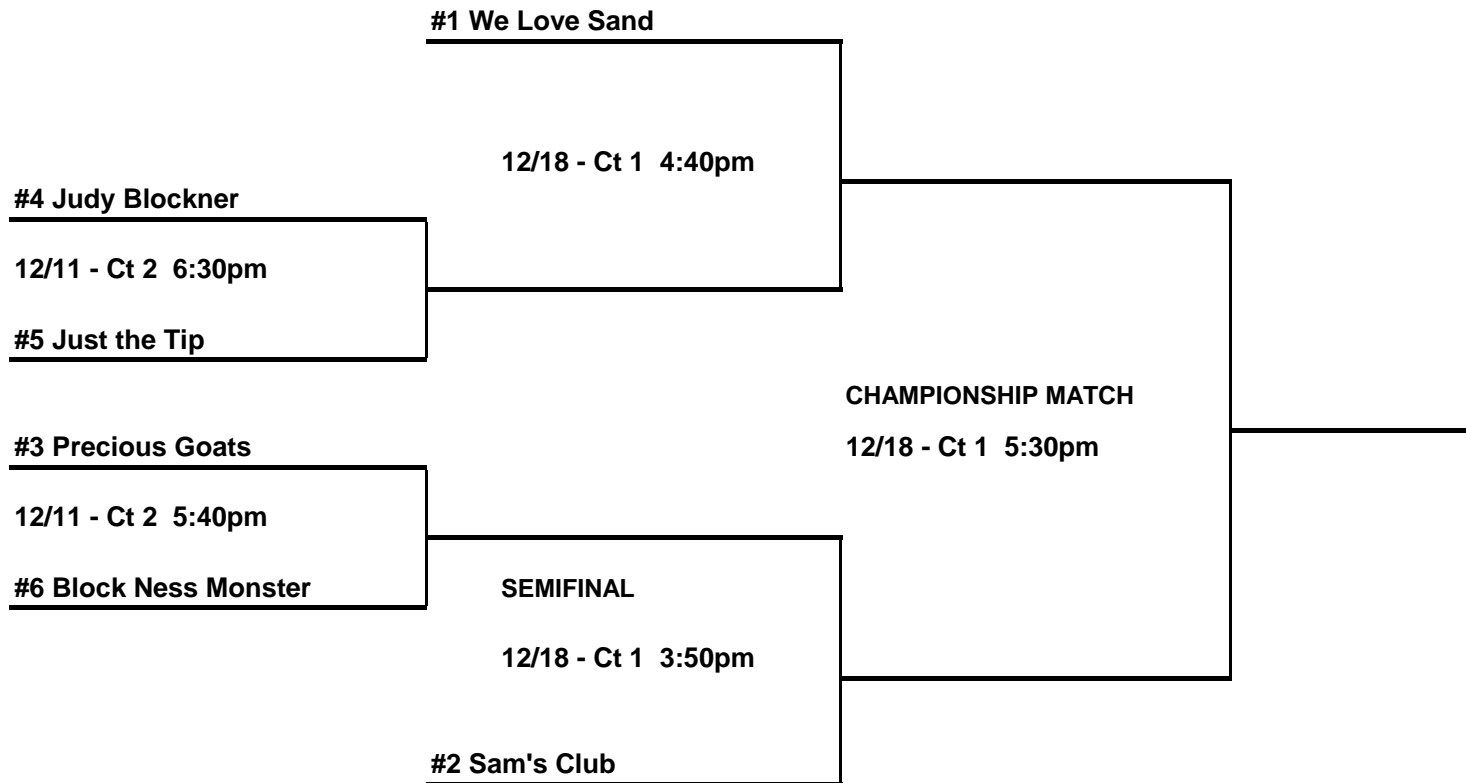 #1 We Love Sand
12/18 - Ct 1  4:40pm
#4 Judy Blockner
12/11 - Ct 2  6:30pm
#5 Just the Tip
CHAMPIONSHIP MATCH
#3 Precious Goats
12/18 - Ct 1  5:30pm
12/11 - Ct 2  5:40pm
#6 Block Ness Monster
SEMIFINAL
12/18 - Ct 1  3:50pm
#2 Sam's Club